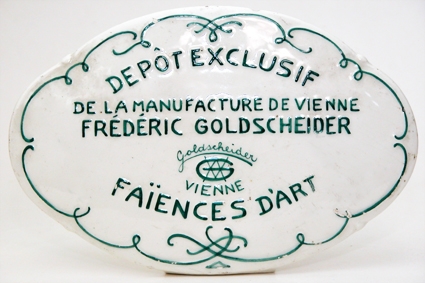 DEPÔT EXCLUSIF
DE LA MANUFACTURE DE VIENNE
FRÉDÉRIC GOLDSCHEIDER
Goldscheider
VIENNE
FAÏENCES D'ART